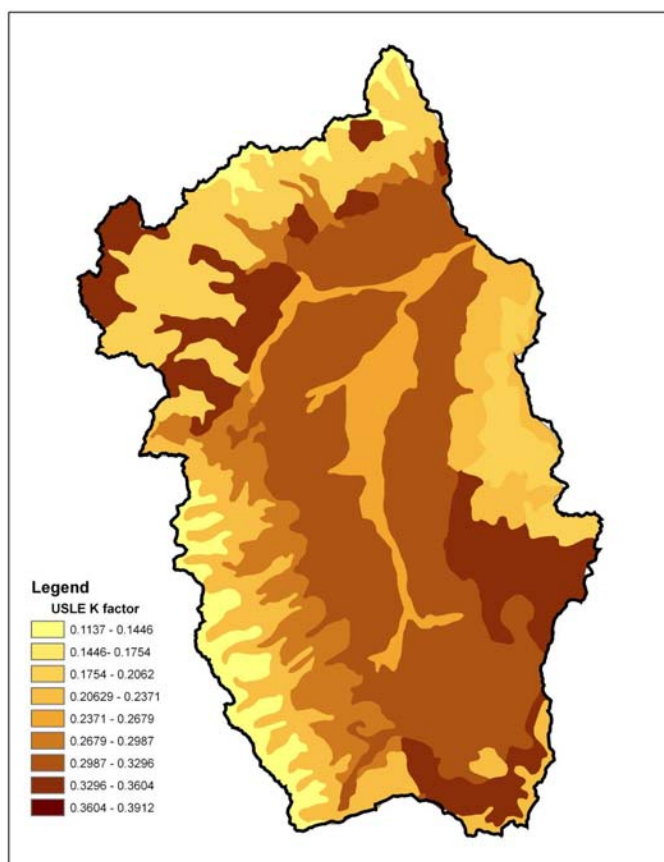 Legend
USLE K factor
0.1137 - 0.1446
0.1446- 0.1754
0.1754 - 0.2062
0.20629 - 0.2371
0.2371 - 0.2679
0.2679 - 0.2987
0.2987 - 0.3296
0.3296 - 0.3604
0.3604 - 0.3912